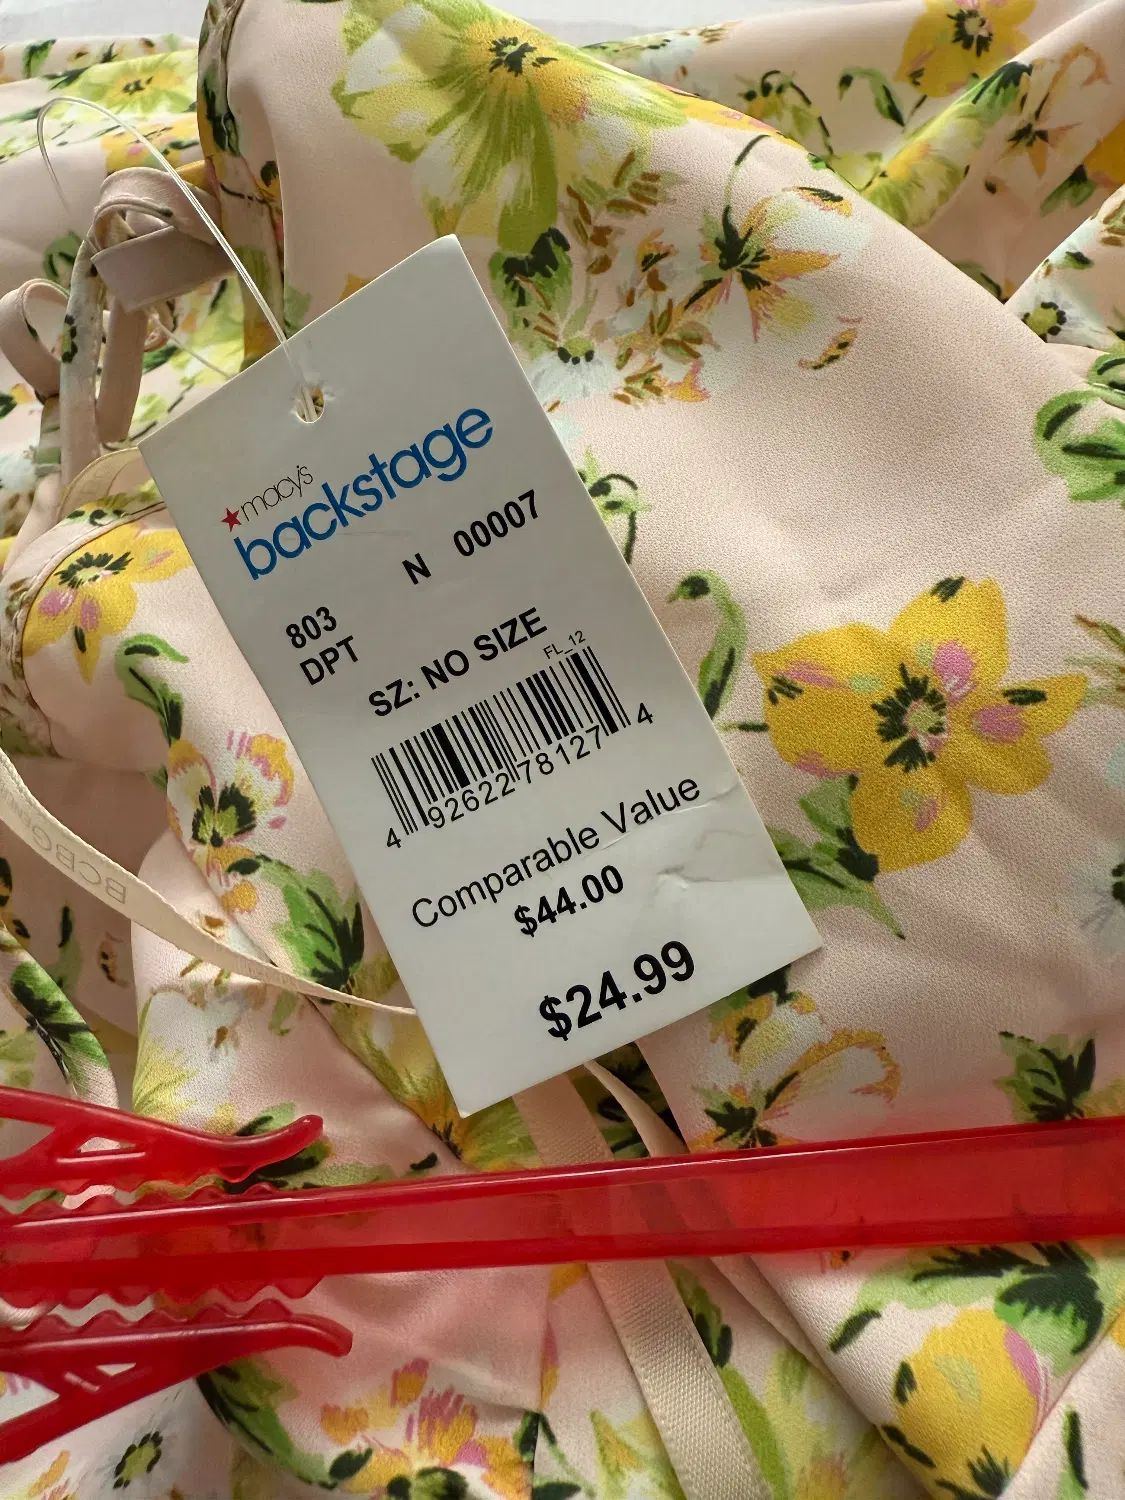 macy's
backstage
N 00007
803
DPT
SZ: NO SIZE
FL_12
4 92622 78127 4
Comparable Value
$44.00
$24.99
BCBG